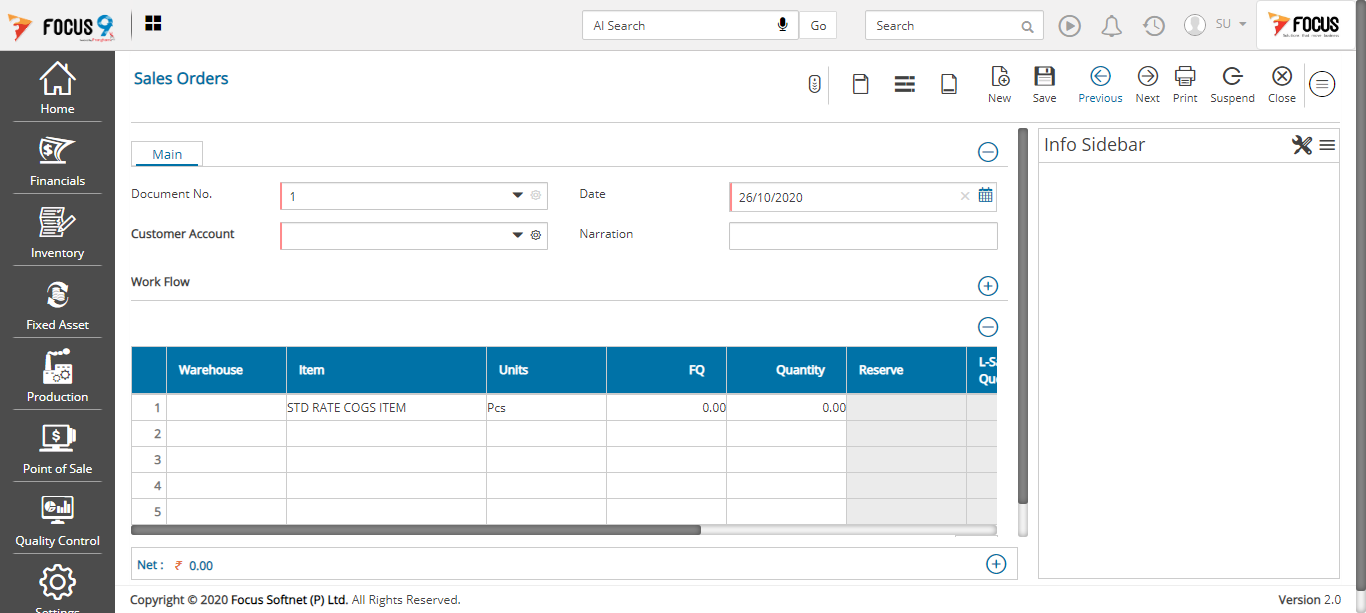 FOCUS 9
AI Search
Go
Search
SU
FOCUS
Home
Financials
Inventory
Fixed Asset
Production
Point of Sale
Quality Control
Settings
Sales Orders
New
Save
Previous
Next
Print
Suspend
Close
Main
Document No.
1
Date
26/10/2020
Customer Account
Narration
Work Flow
Info Sidebar
Warehouse Item Units FQ Quantity Reserve
1 STD RATE COGS ITEM Pcs 0.00 0.00
2
3
4
5
Net : ₹ 0.00
Copyright © 2020 Focus Softnet (P) Ltd. All Rights Reserved.
Version 2.0